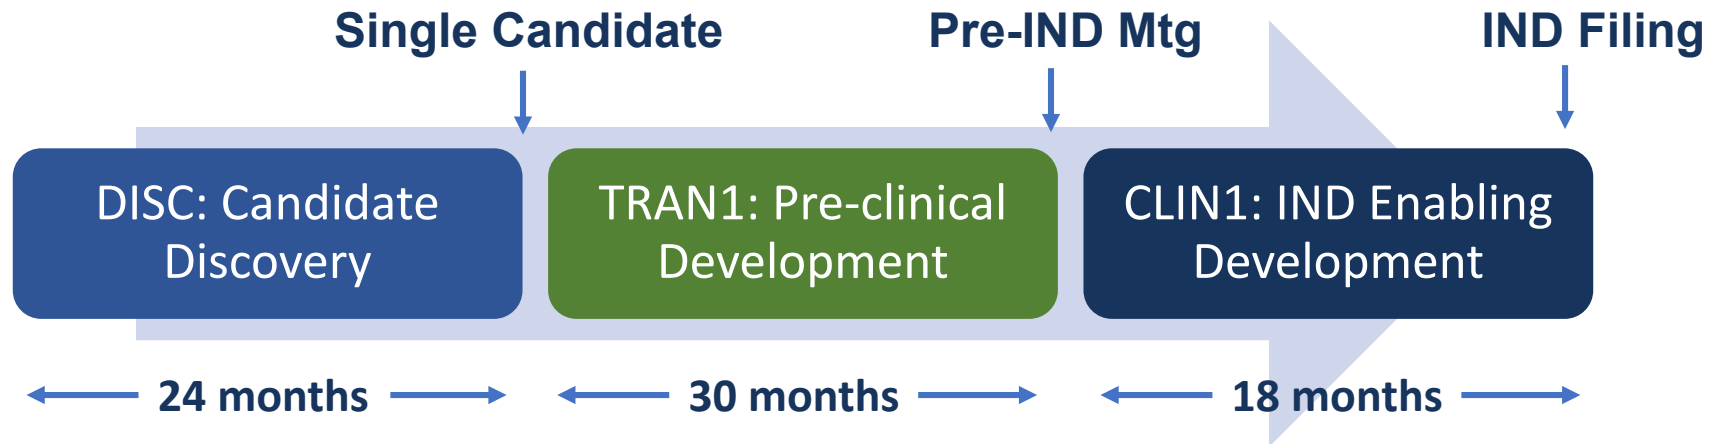 Single Candidate
Pre-IND Mtg
IND Filing
DISC: Candidate
Discovery
TRAN1: Pre-clinical
Development
CLIN1: IND Enabling
Development
24 months
30 months
18 months